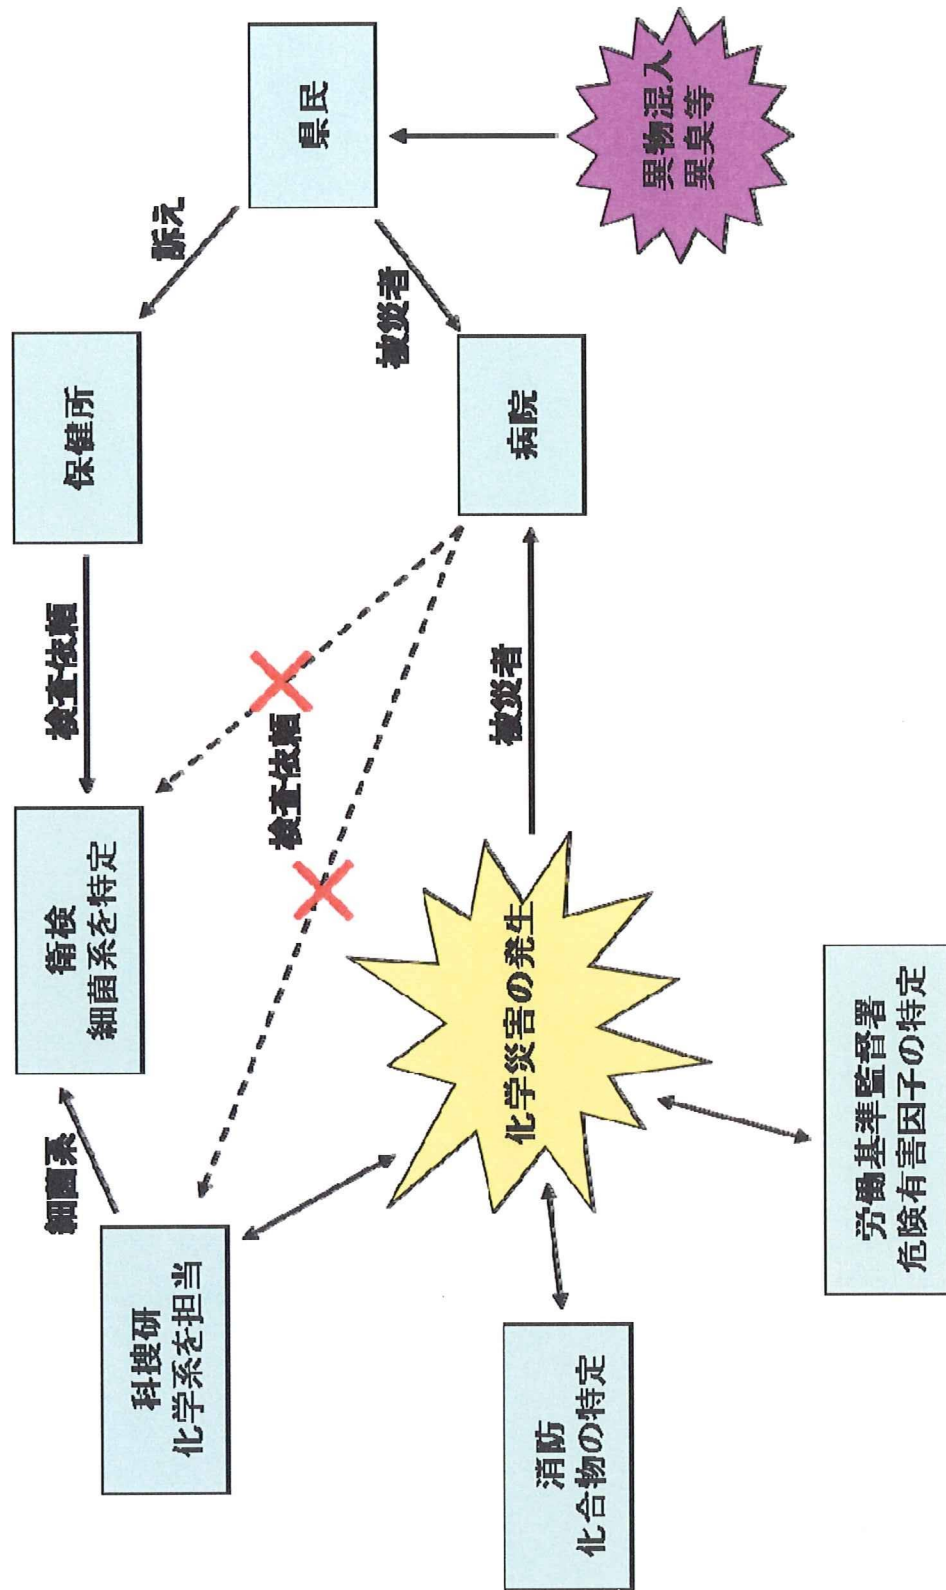 細菌系
衛検
細菌系を特定
検査依頼
保健所
科捜研
化学系を担当
訴え
検査依頼
県民
被災者
化学災害の発生
被災者
病院
消防
化合物の特定
異物混入
異臭等
労働基準監督署
危険有害因子の特定